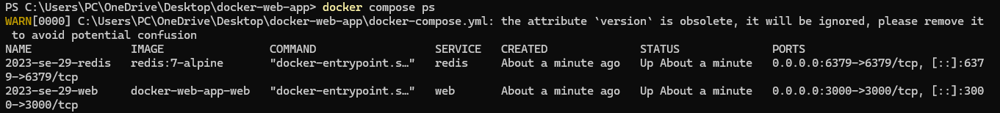 PS C:\Users\PC\OneDrive\Desktop\docker-web-app> docker compose ps
WARN[0000] C:\Users\PC\OneDrive\Desktop\docker-web-app\docker-compose.yml: the attribute `version` is obsolete, it will be ignored, please remove it
 to avoid potential confusion
NAME               IMAGE                COMMAND                  SERVICE   CREATED              STATUS              PORTS
2023-se-29-redis   redis:7-alpine       "docker-entrypoint.s…"   redis     About a minute ago   Up About a minute   0.0.0.0:6379->6379/tcp, [::]:637
9->6379/tcp
2023-se-29-web     docker-web-app-web   "docker-entrypoint.s…"   web       About a minute ago   Up About a minute   0.0.0.0:3000->3000/tcp, [::]:300
0->3000/tcp